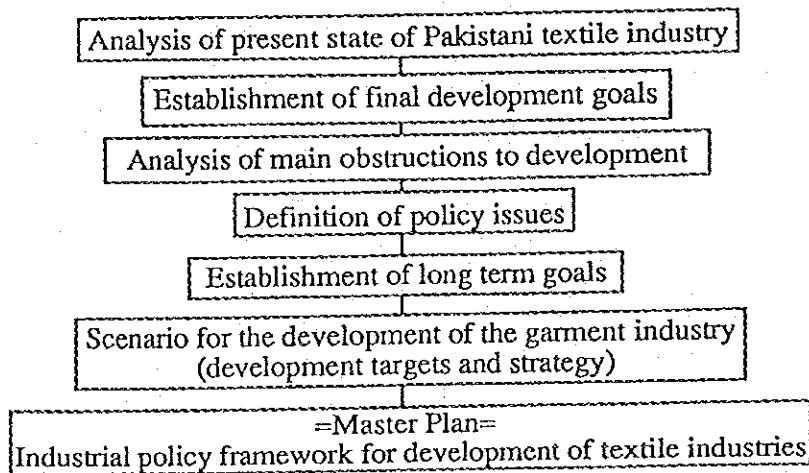 Analysis of present state of Pakistani textile industry
Establishment of final development goals
Analysis of main obstructions to development
Definition of policy issues
Establishment of long term goals
Scenario for the development of the garment industry
(development targets and strategy)
=Master Plan=
Industrial policy framework for development of textile industries